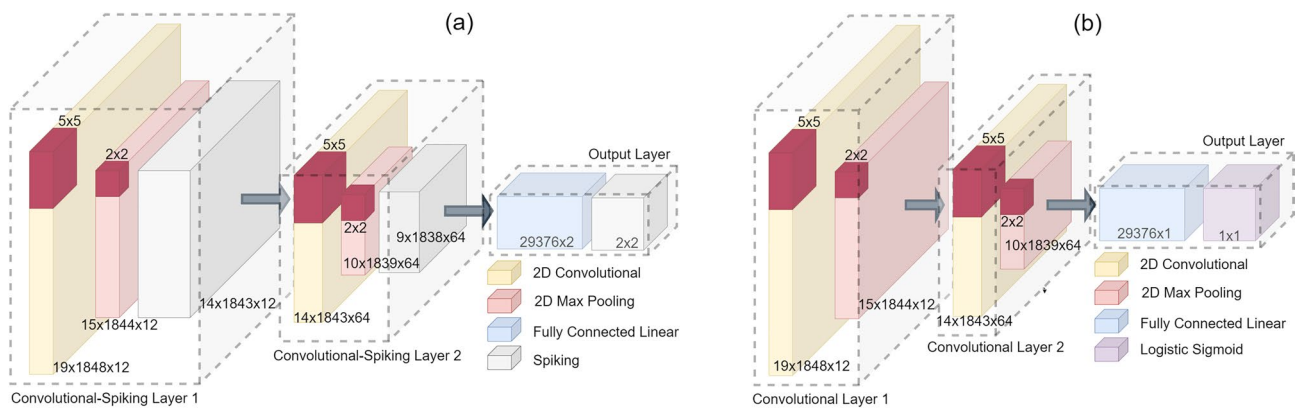 (a)
5x5
2x2
14x1843x12
15x1844x12
19x1848x12
Convolutional-Spiking Layer 1
5x5
2x2
9x1838x64
10x1839x64
14x1843x64
Convolutional-Spiking Layer 2
Output Layer
29376x2
2x2
2D Convolutional
2D Max Pooling
Fully Connected Linear
Spiking
(b)
5x5
2x2
15x1844x12
19x1848x12
Convolutional Layer 1
5x5
2x2
10x1839x64
14x1843x64
Convolutional Layer 2
Output Layer
29376x1
1x1
2D Convolutional
2D Max Pooling
Fully Connected Linear
Logistic Sigmoid